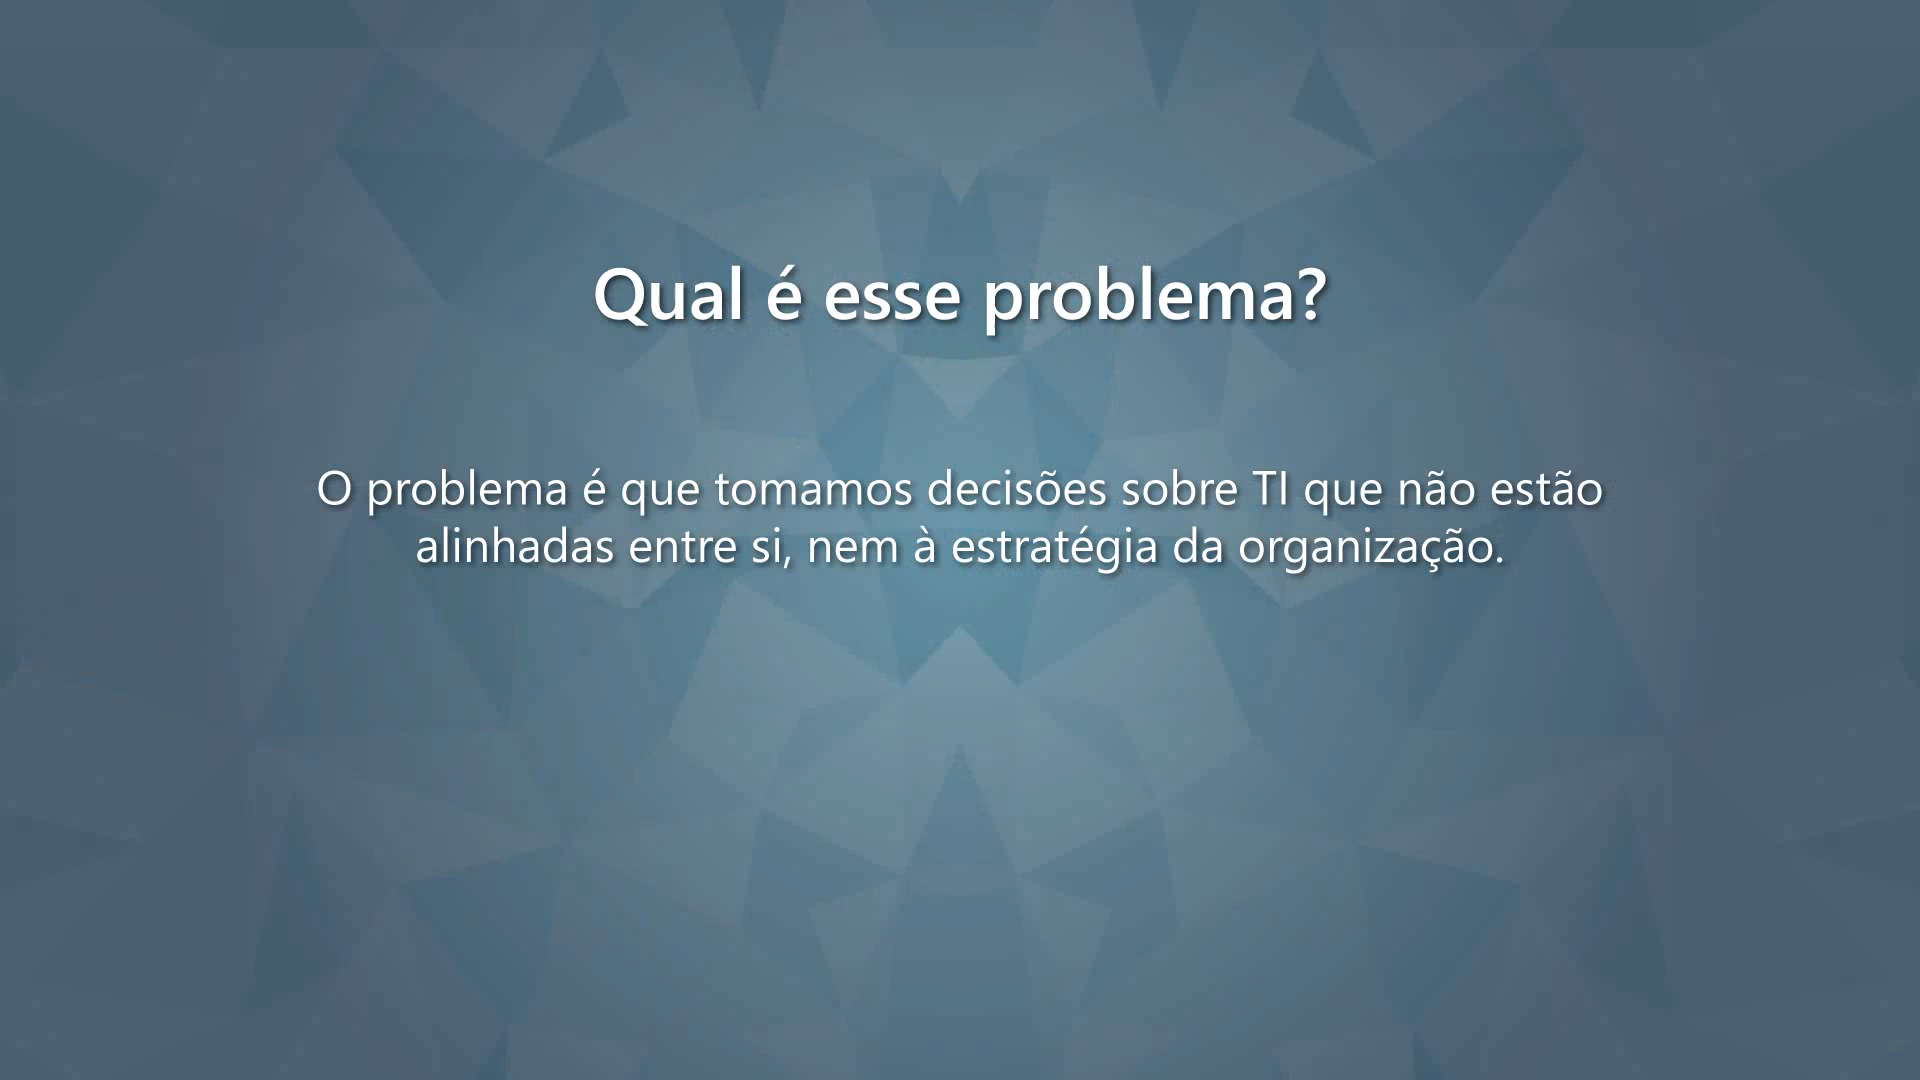 Qual é esse problema?
O problema é que tomamos decisões sobre TI que não estão
alinhadas entre si, nem à estratégia da organização.